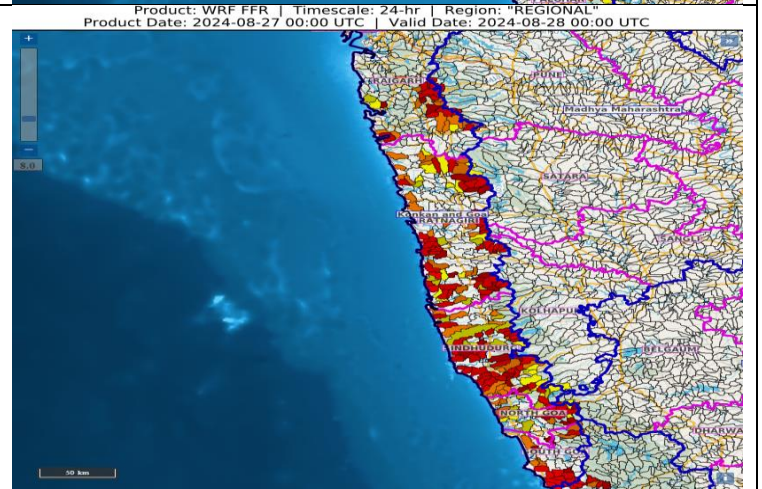 Product: WRF FFR | Timescale: 24-hr | Region: "REGIONAL"
Product Date: 2024-08-27 00:00 UTC | Valid Date: 2024-08-28 00:00 UTC
+
−
8.0
RAIGARH
PUNE
Madhya Maharashtra
SATARA
Konkan and Goa
RATNAGIRI
SANGLI
KOLHAPUR
SINDHUDURG
BELGAUM
NORTH GOA
DHARWA
SOUTH GOA
50 km